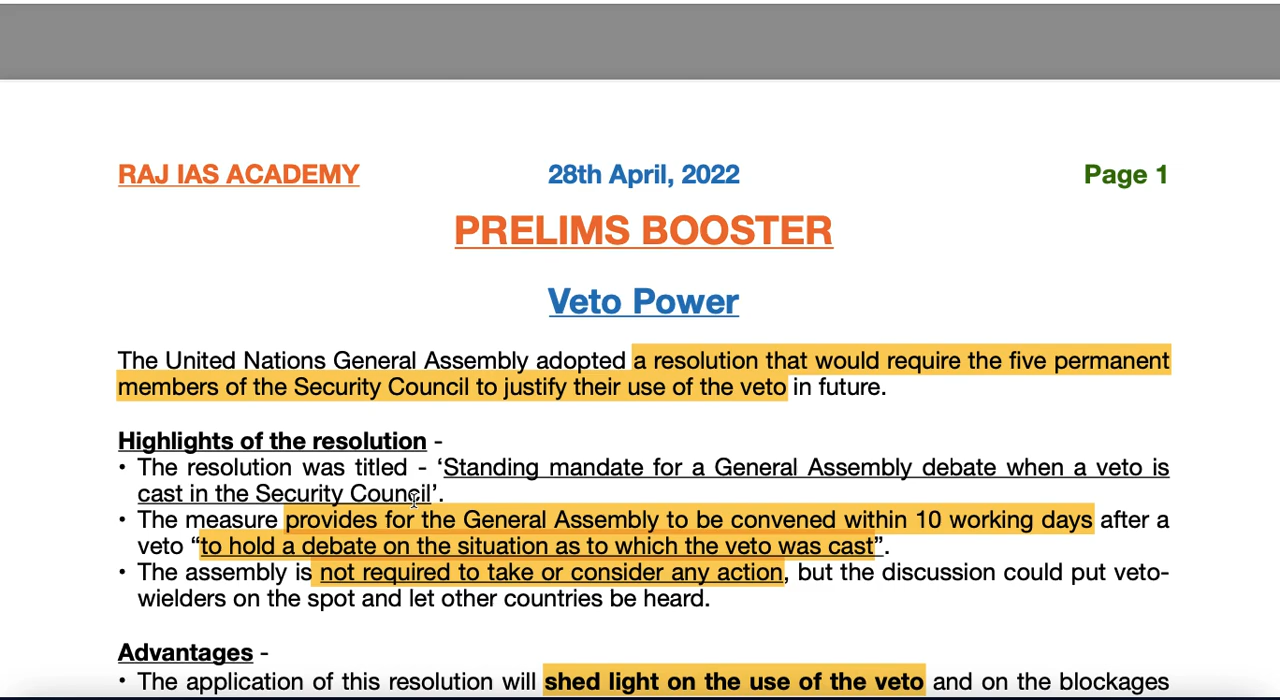 RAJ IAS ACADEMY 28th April, 2022 Page 1
PRELIMS BOOSTER
Veto Power
The United Nations General Assembly adopted a resolution that would require the five permanent
members of the Security Council to justify their use of the veto in future.
Highlights of the resolution -
• The resolution was titled - ‘Standing mandate for a General Assembly debate when a veto is
cast in the Security Council’.
• The measure provides for the General Assembly to be convened within 10 working days after a
veto “to hold a debate on the situation as to which the veto was cast”.
• The assembly is not required to take or consider any action, but the discussion could put veto-
wielders on the spot and let other countries be heard.
Advantages -
• The application of this resolution will shed light on the use of the veto and on the blockages